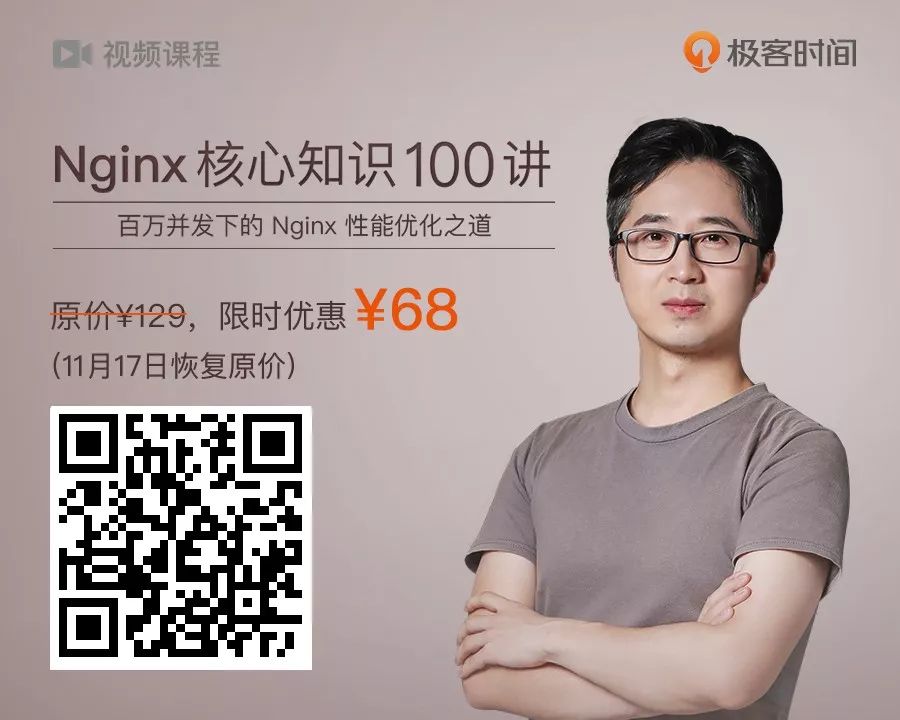 视频课程
极客时间
Nginx 核心知识 100 讲
百万并发下的 Nginx 性能优化之道
原价¥129，限时优惠 ¥68
(11月17日恢复原价)